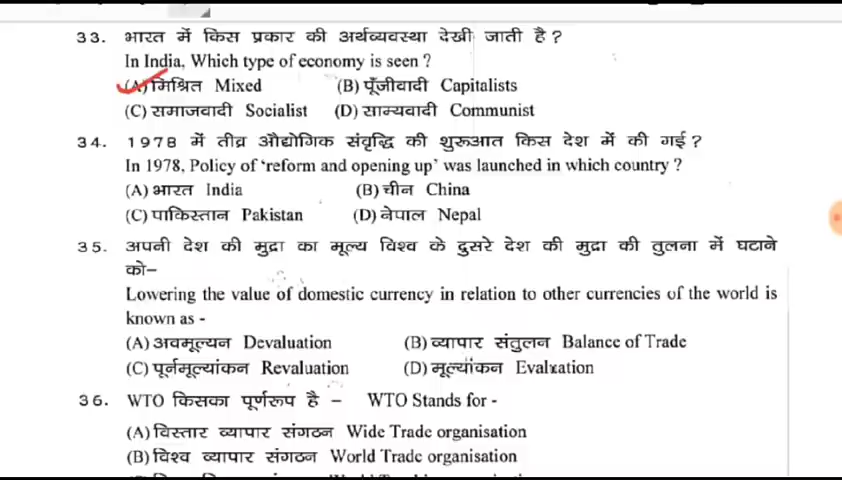 33. भारत में किस प्रकार की अर्थव्यवस्था देखी जाती है?
In India, Which type of economy is seen ?
(A) मिश्रित Mixed (B) पूँजीवादी Capitalists
(C) समाजवादी Socialist (D) साम्यवादी Communist
34. 1978 में तीव्र औद्योगिक संवृद्धि की शुरूआत किस देश में की गई?
In 1978, Policy of 'reform and opening up' was launched in which country ?
(A) भारत India (B) चीन China
(C) पाकिस्तान Pakistan (D) नेपाल Nepal
35. अपनी देश की मुद्रा का मूल्य विश्व के दुसरे देश की मुद्रा की तुलना में घटाने
को–
Lowering the value of domestic currency in relation to other currencies of the world is
known as -
(A) अवमूल्यन Devaluation (B) व्यापार संतुलन Balance of Trade
(C) पूर्नमूल्यांकन Revaluation (D) मूल्यांकन Evaluation
36. WTO किसका पूर्णरूप है – WTO Stands for -
(A) विस्तार व्यापार संगठन Wide Trade organisation
(B) विश्व व्यापार संगठन World Trade organisation